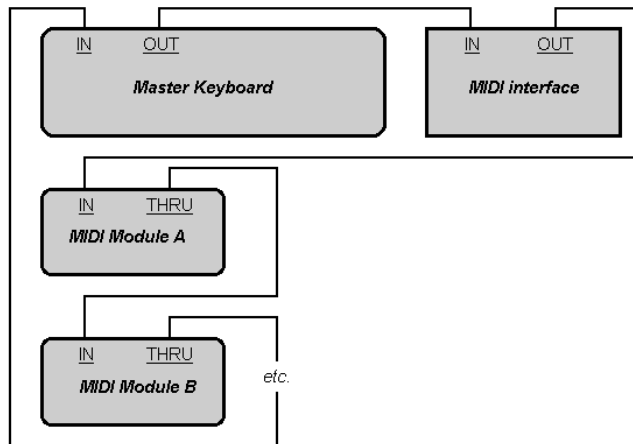 IN OUT
Master Keyboard
IN OUT
MIDI interface
IN THRU
MIDI Module A
IN THRU
MIDI Module B
etc.